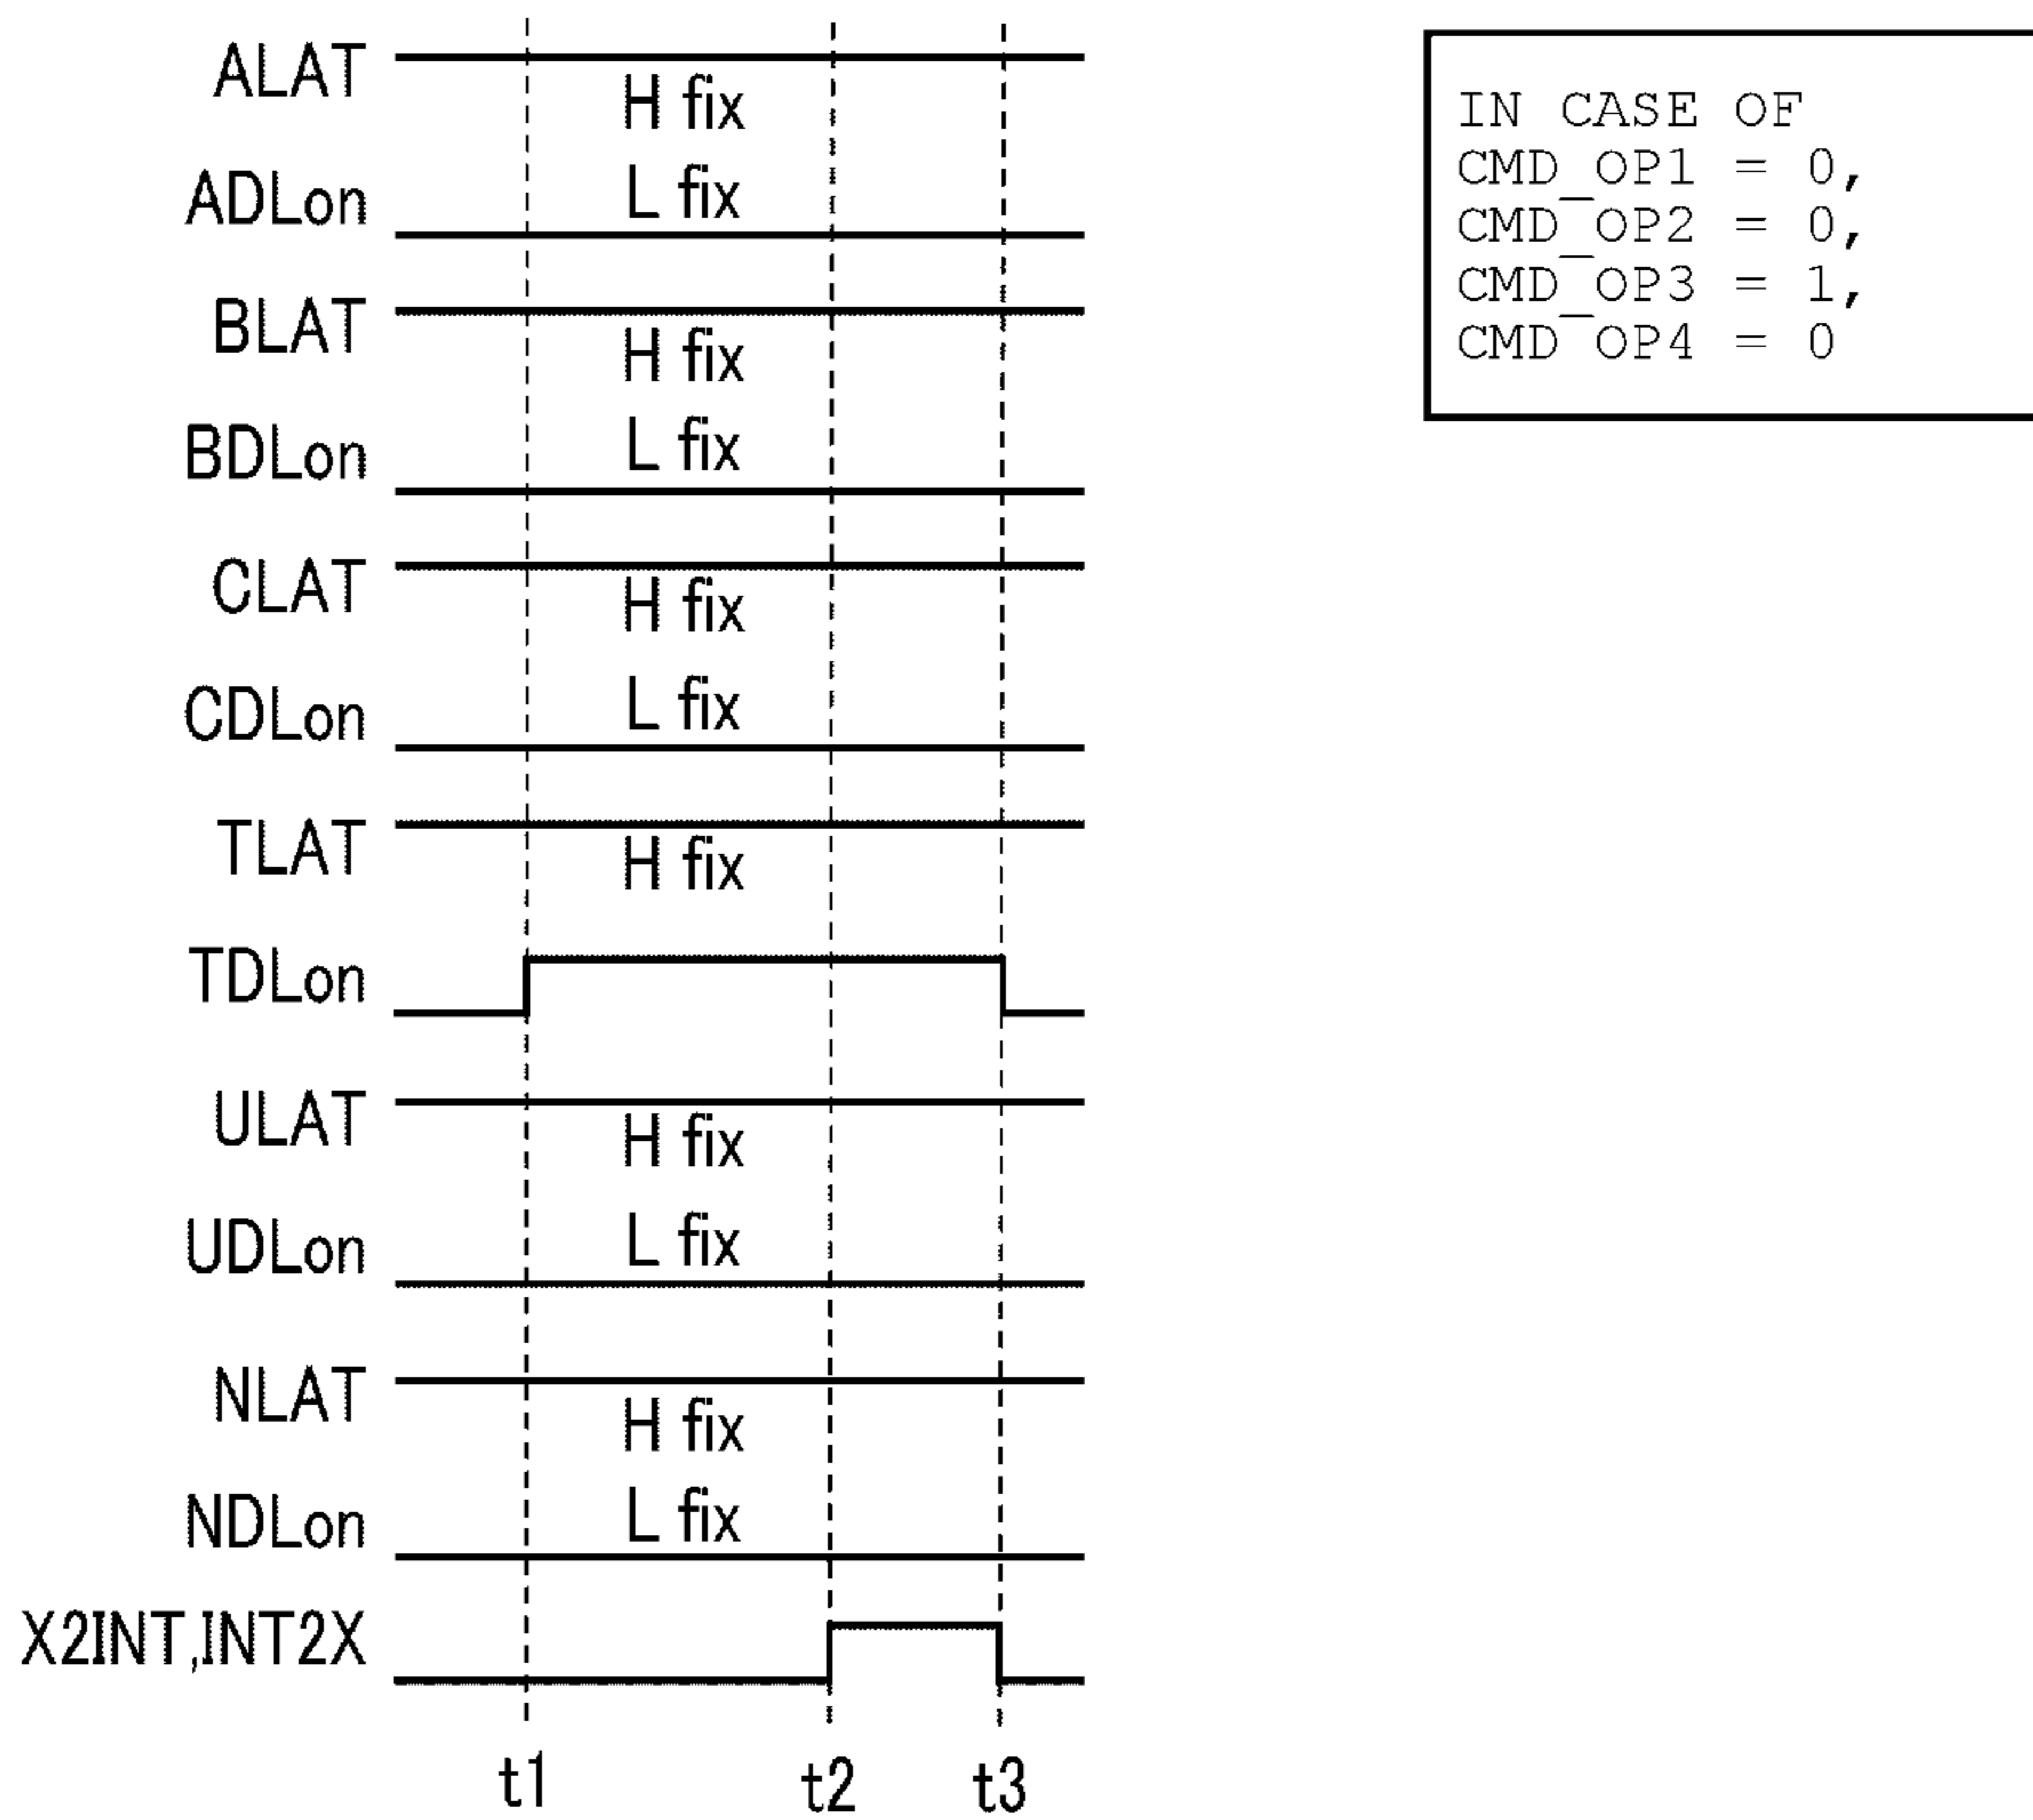 ALAT
H fix
ADLon
L fix
BLAT
H fix
BDLon
L fix
CLAT
H fix
CDLon
L fix
TLAT
H fix
TDLon
ULAT
H fix
UDLon
L fix
NLAT
H fix
NDLon
L fix
X2INT,INT2X
t1
t2
t3
IN CASE OF
CMD_OP1 = 0,
CMD_OP2 = 0,
CMD_OP3 = 1,
CMD_OP4 = 0